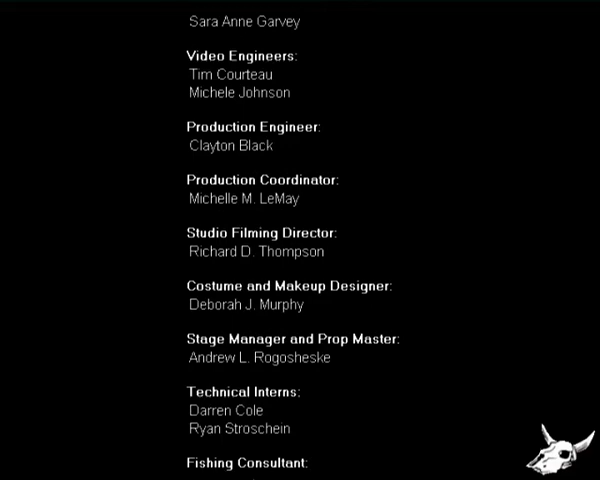 Sara Anne Garvey
Video Engineers:
Tim Courteau
Michele Johnson
Production Engineer:
Clayton Black
Production Coordinator:
Michelle M. LeMay
Studio Filming Director:
Richard D. Thompson
Costume and Makeup Designer:
Deborah J. Murphy
Stage Manager and Prop Master:
Andrew L. Rogosheske
Technical Interns:
Darren Cole
Ryan Stroschein
Fishing Consultant: